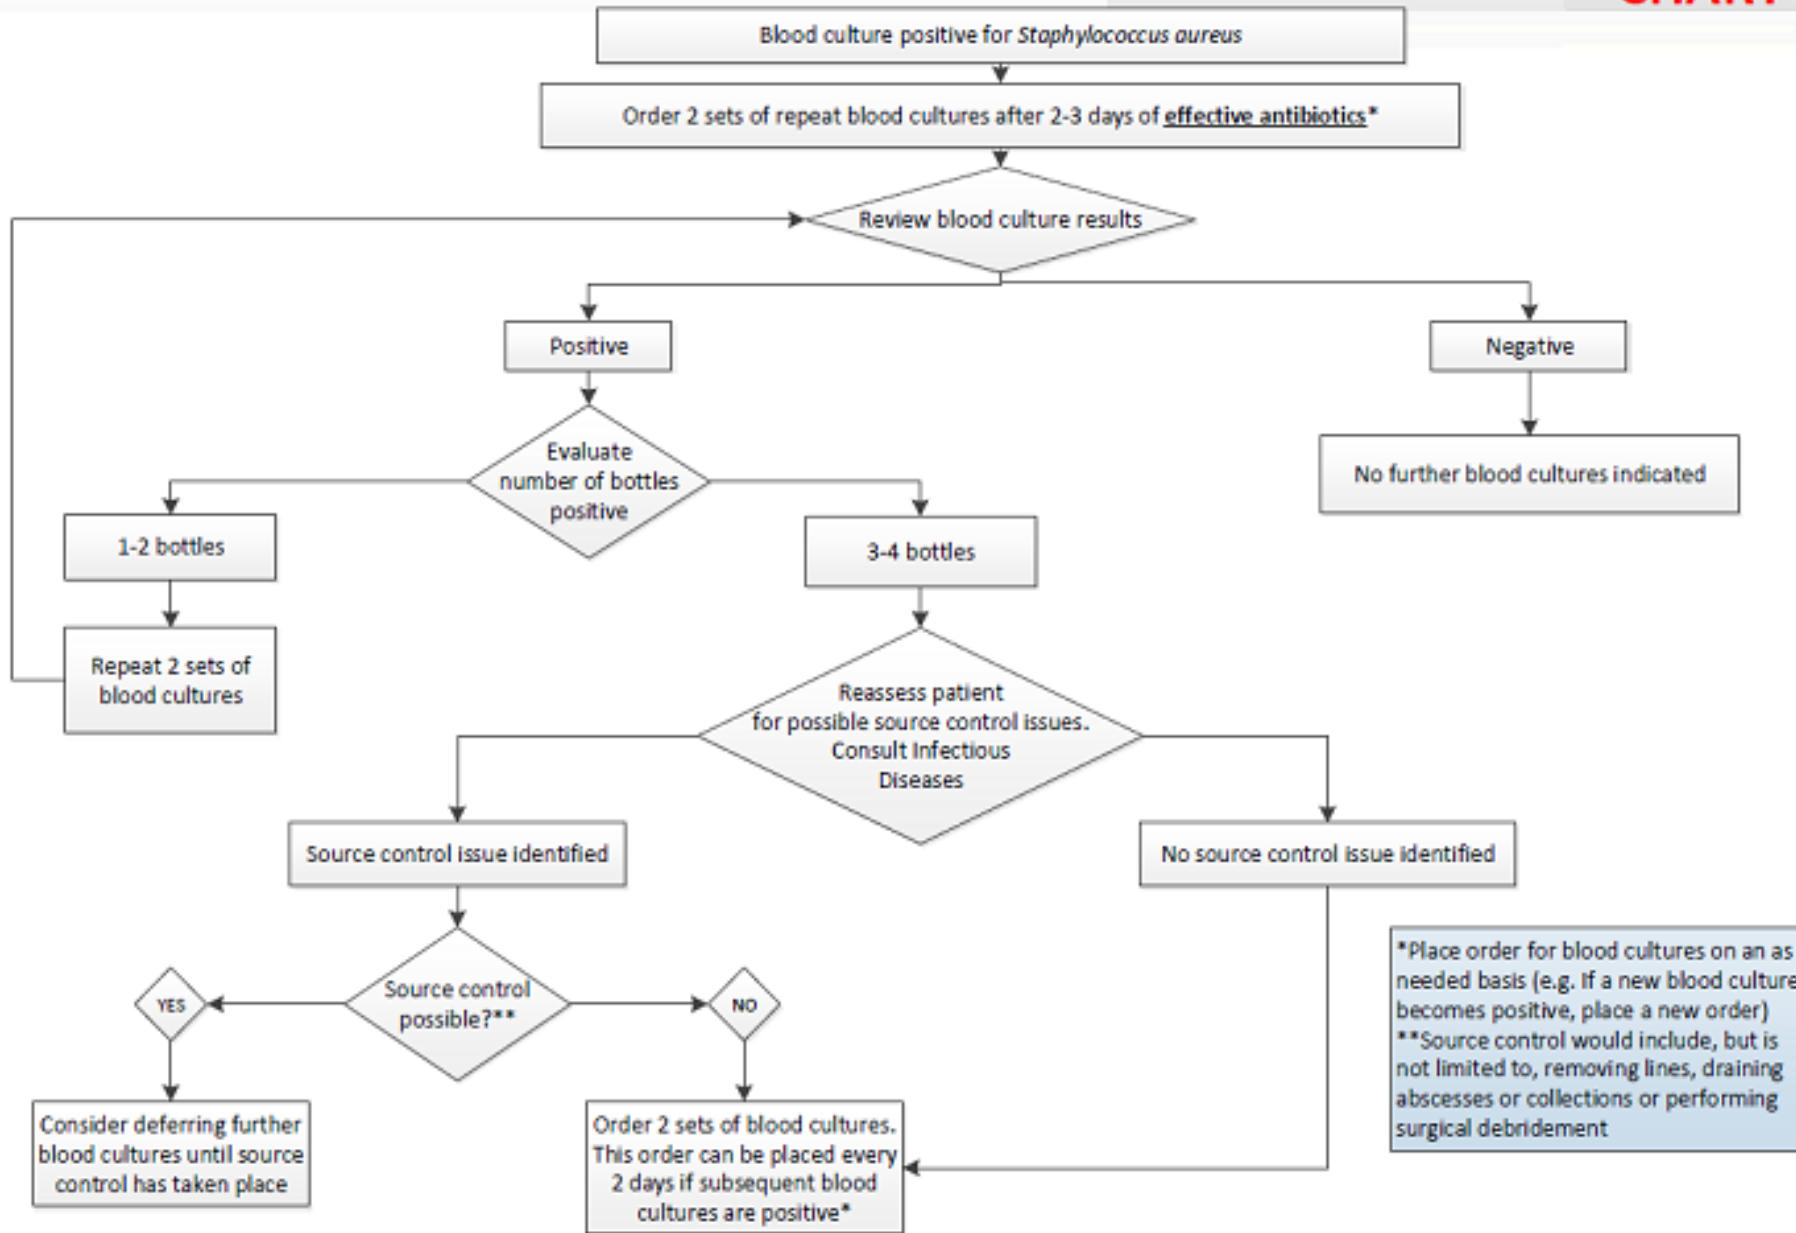 Blood culture positive for Staphylococcus aureus
Order 2 sets of repeat blood cultures after 2-3 days of effective antibiotics*
Review blood culture results
Positive
Negative
Evaluate
number of bottles
positive
No further blood cultures indicated
1-2 bottles
3-4 bottles
Repeat 2 sets of
blood cultures
Reassess patient
for possible source control issues.
Consult Infectious
Diseases
Source control issue identified
No source control issue identified
Source control
possible?**
YES
NO
Consider deferring further
blood cultures until source
control has taken place
Order 2 sets of blood cultures.
This order can be placed every
2 days if subsequent blood
cultures are positive*
*Place order for blood cultures on an as
needed basis (e.g. If a new blood culture
becomes positive, place a new order)
**Source control would include, but is
not limited to, removing lines, draining
abscesses or collections or performing
surgical debridement